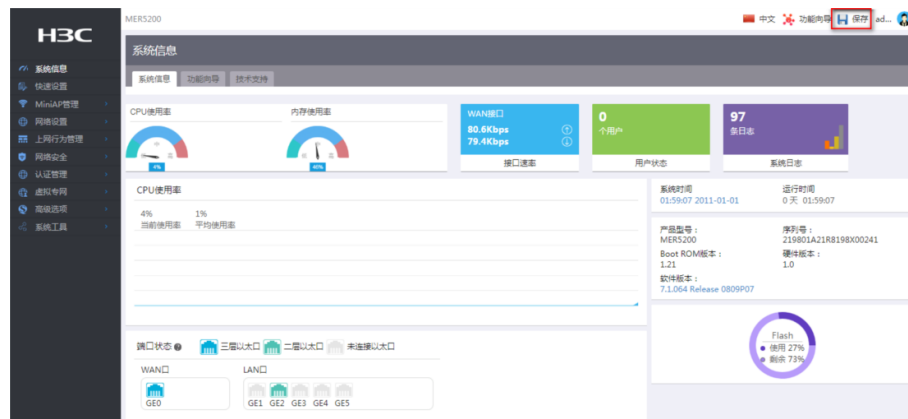 H3C
MER5200
中文 功能向导 保存 ad...
系统信息
系统信息 功能向导 技术支持
系统信息
快速设置
MiniAP管理
网络设置
上网行为管理
网络安全
认证管理
虚拟专网
高级选项
系统工具
CPU使用率
中
低 高
4%
内存使用率
中
低 高
40%
WAN接口
80.6Kbps
79.4Kbps
接口速率
0
个用户
用户状态
97
条日志
系统日志
CPU使用率
4% 1%
当前使用率 平均使用率
系统时间 运行时间
01:59:07 2011-01-01 0 天 01:59:07
产品型号： 序列号：
MER5200 219801A21R8198X00241
Boot ROM版本： 硬件版本：
1.21 1.0
软件版本：
7.1.064 Release 0809P07
Flash
使用 27%
剩余 73%
端口状态 三层以太口 二层以太口 未连接以太口
WAN口 LAN口
GE0 GE1 GE2 GE3 GE4 GE5